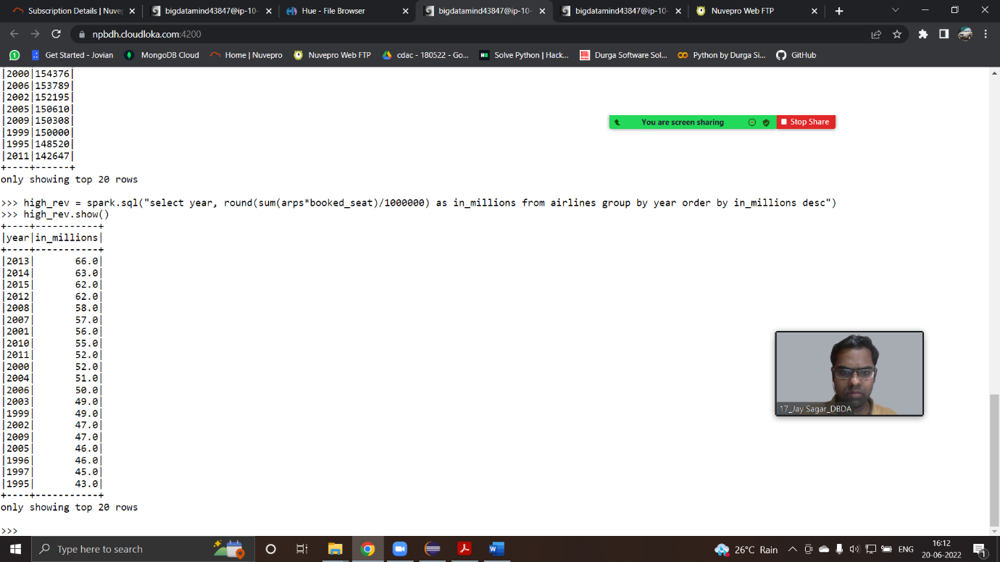 Subscription Details | Nuvep
bigdatamind43847@ip-10-
Hue - File Browser
bigdatamind43847@ip-10-
bigdatamind43847@ip-10-
Nuvepro Web FTP
npbdh.cloudloka.com:4200
Get Started - Jovian
MongoDB Cloud
Home | Nuvepro
Nuvepro Web FTP
cdac - 180522 - Go...
Solve Python | Hack...
Durga Software Sol...
Python by Durga Si...
GitHub
|2000|154376|
|2006|153789|
|2002|152195|
|2005|150610|
|2009|150308|
|1999|150000|
|1995|148520|
|2011|142647|
+----+------+
only showing top 20 rows
You are screen sharing
Stop Share
>>> high_rev = spark.sql("select year, round(sum(arps*booked_seat)/1000000) as in_millions from airlines group by year order by in_millions desc")
>>> high_rev.show()
+----+-----------+
|year|in_millions|
+----+-----------+
|2013|       66.0|
|2014|       63.0|
|2015|       62.0|
|2012|       62.0|
|2008|       58.0|
|2007|       57.0|
|2001|       56.0|
|2010|       55.0|
|2011|       52.0|
|2000|       52.0|
|2004|       51.0|
|2006|       50.0|
|2003|       49.0|
|1999|       49.0|
|2002|       47.0|
|2009|       47.0|
|2005|       46.0|
|1996|       46.0|
|1997|       45.0|
|1995|       43.0|
+----+-----------+
only showing top 20 rows
>>>
17_Jay Sagar_DBDA
Type here to search
26°C Rain
ENG
16:12
20-06-2022
1